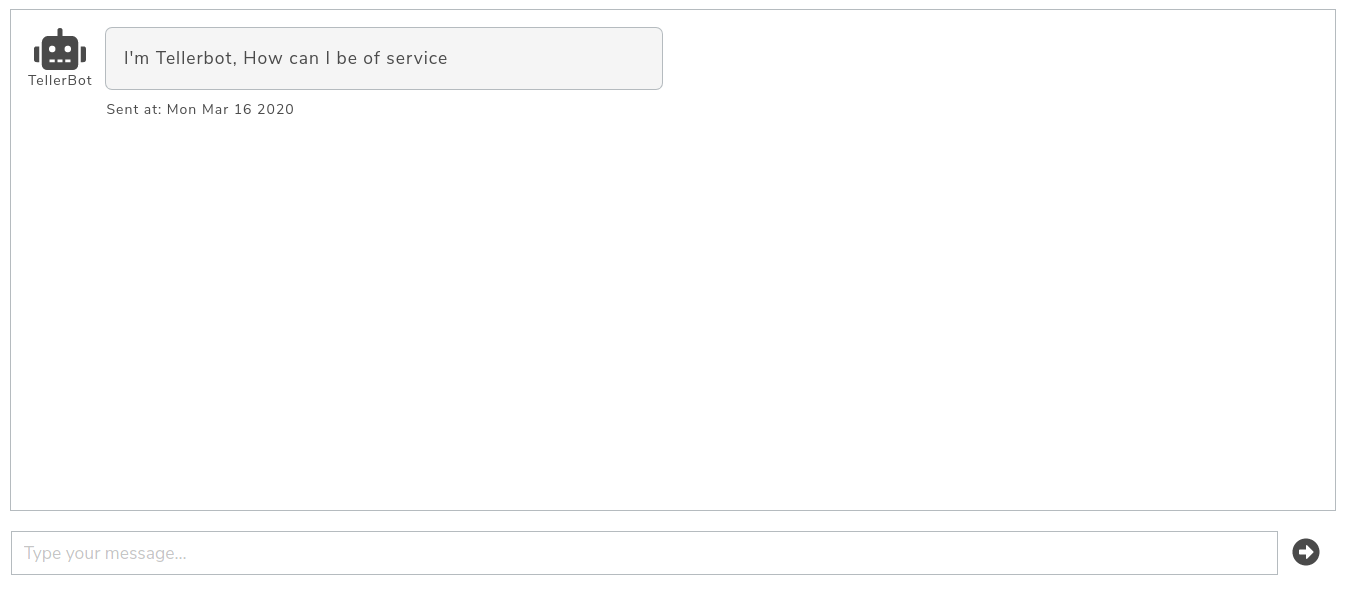 I'm Tellerbot, How can I be of service
TellerBot
Sent at: Mon Mar 16 2020
Type your message...